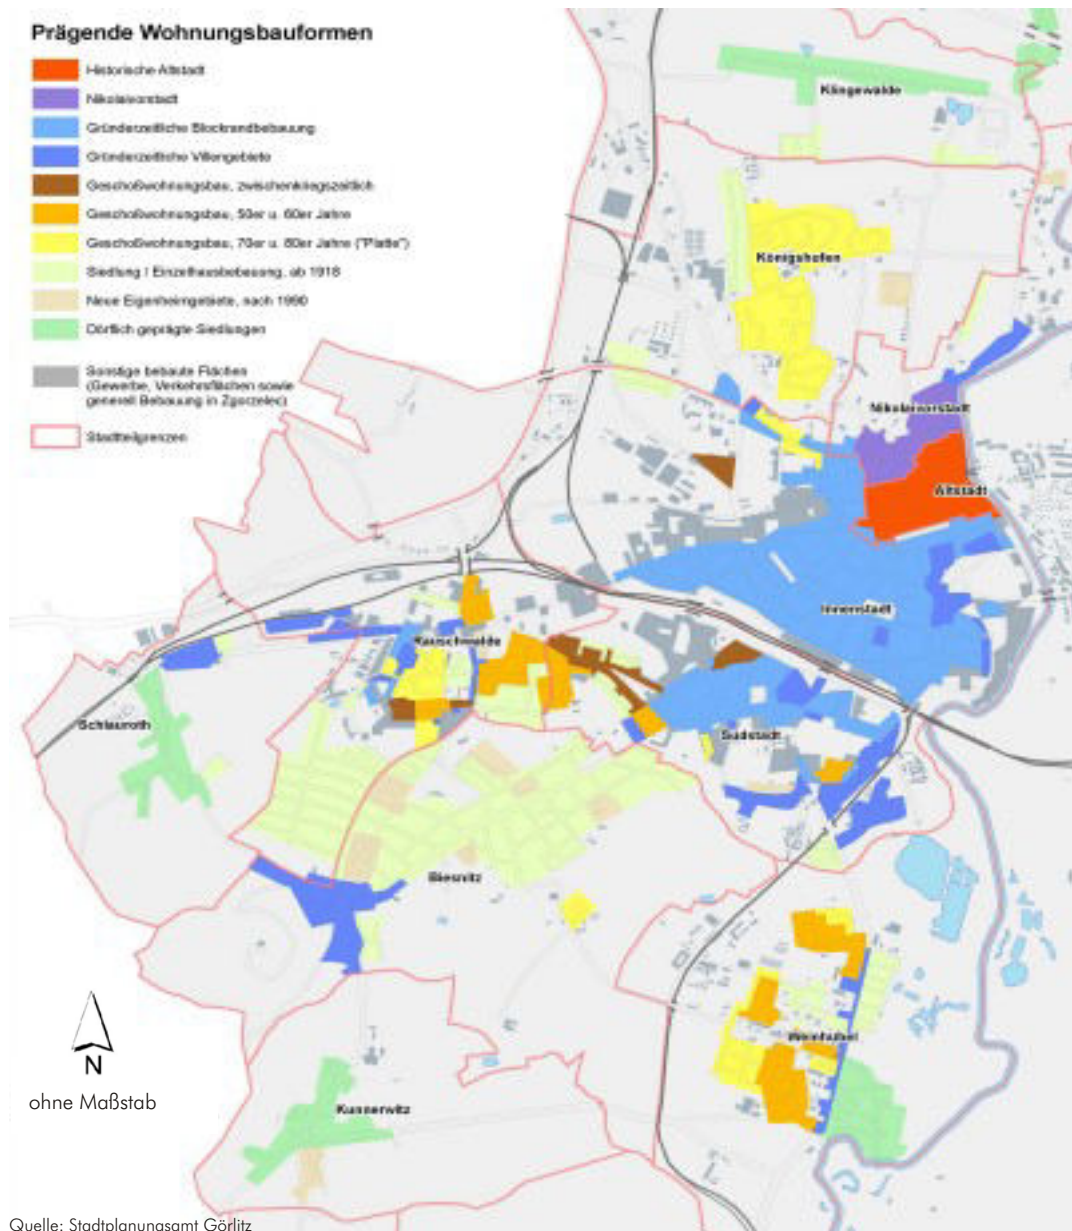 Prägende Wohnungsbauformen
Historische Altstadt
Nikolaivorstadt
Gründerzeitliche Blockrandbebauung
Gründerzeitliche Villengebiete
Geschoßwohnungsbau, zwischenkriegszeitlich
Geschoßwohnungsbau, 50er u. 60er Jahre
Geschoßwohnungsbau, 70er u. 80er Jahre ("Platte")
Siedlung / Einzelhausbebauung, ab 1918
Neue Eigenheimgebiete, nach 1990
Dörflich geprägte Siedlungen
Sonstige bebaute Flächen
(Gewerbe, Verkehrsflächen sowie
generell Bebauung in Zgorzelec)
Stadtteilgrenzen
Klingewalde
Königshufen
Nikolaivorstadt
Altstadt
Innenstadt
Rauschwalde
Schlauroth
Südstadt
Biesnitz
Weinhübel
Kunnerwitz
N
ohne Maßstab
Quelle: Stadtplanungsamt Görlitz